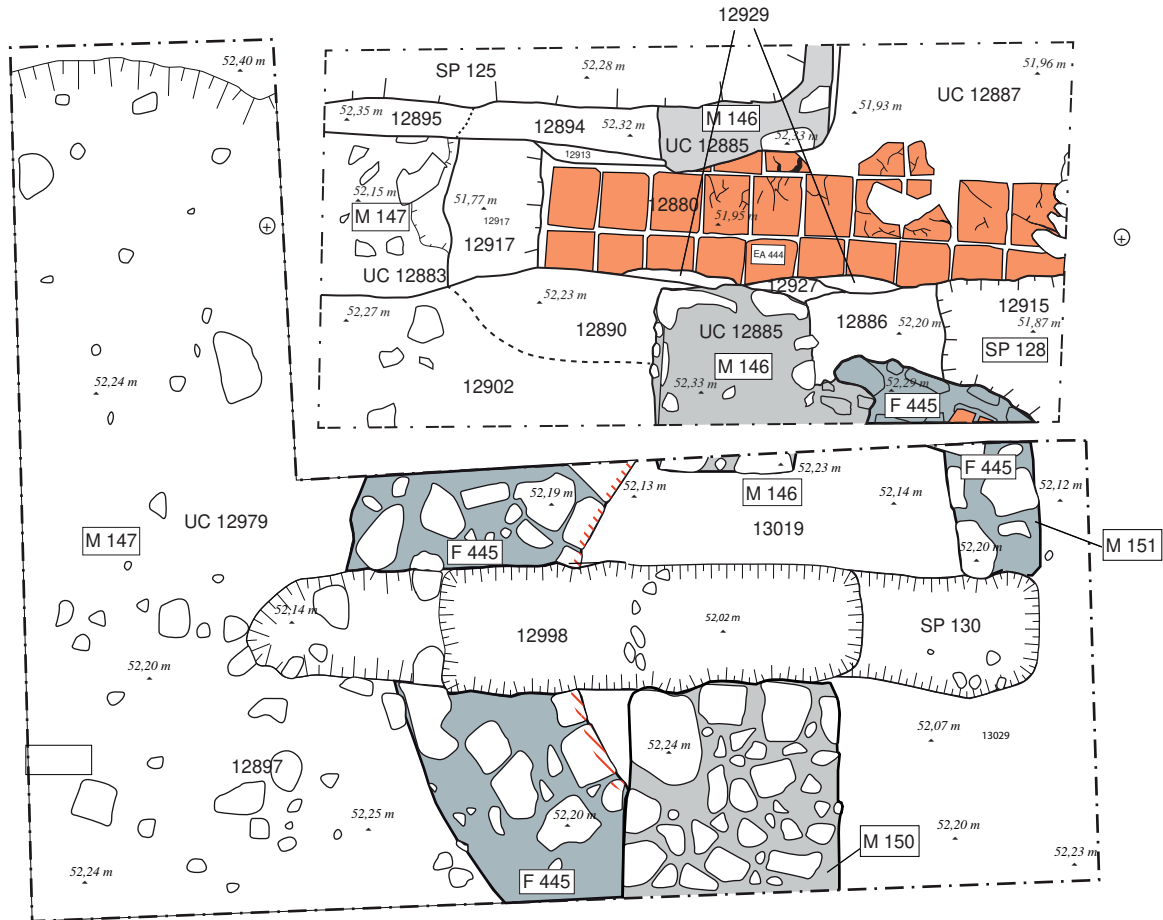 12929
52,40 m
SP 125
52,28 m
51,96 m
UC 12887
52,35 m
12895
12894
52,32 m
M 146
UC 12885
52,33 m
51,93 m
12913
52,15 m
M 147
51,77 m
12917
12917
12880
51,95 m
UC 12883
EA 444
12927
52,27 m
52,23 m
12890
UC 12885
12886
52,20 m
12915
51,87 m
SP 128
M 146
12902
52,33 m
52,29 m
F 445
52,24 m
52,19 m
52,13 m
52,23 m
M 146
52,14 m
F 445
52,12 m
UC 12979
M 147
13019
F 445
52,20 m
M 151
52,14 m
12998
52,02 m
SP 130
52,20 m
52,24 m
52,07 m
13029
12897
52,25 m
52,20 m
52,20 m
M 150
52,24 m
F 445
52,23 m